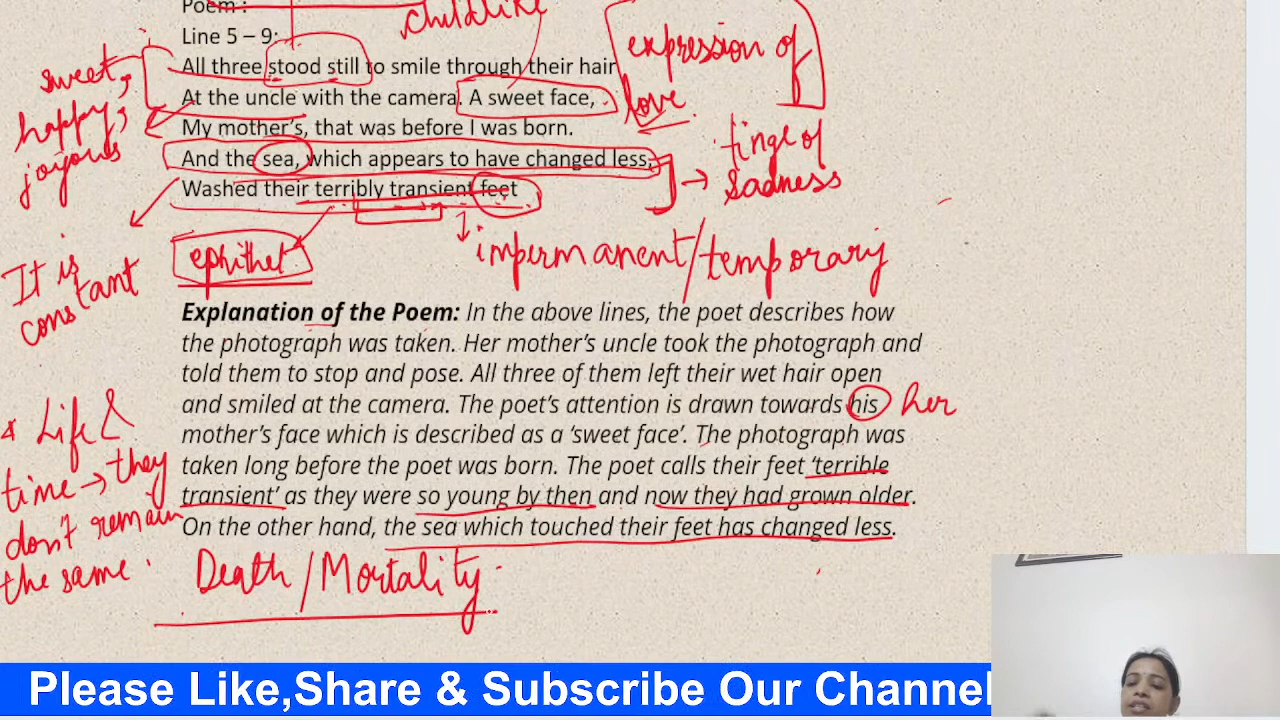 Poem :
childlike
Line 5 – 9:
All three stood still to smile through their hair
At the uncle with the camera. A sweet face,
My mother's, that was before I was born.
And the sea, which appears to have changed less,
Washed their terribly transient feet
sweet,
happy,
joyous
expression of
love
tinge of
sadness
It is
constant
ephithet
impermanent/temporary
Explanation of the Poem: In the above lines, the poet describes how
the photograph was taken. Her mother's uncle took the photograph and
told them to stop and pose. All three of them left their wet hair open
and smiled at the camera. The poet's attention is drawn towards his her
mother's face which is described as a 'sweet face'. The photograph was
taken long before the poet was born. The poet calls their feet 'terrible
transient' as they were so young by then and now they had grown older.
On the other hand, the sea which touched their feet has changed less.
Life &
time → they
don't remain
the same.
Death/Mortality
Please Like,Share & Subscribe Our Channel